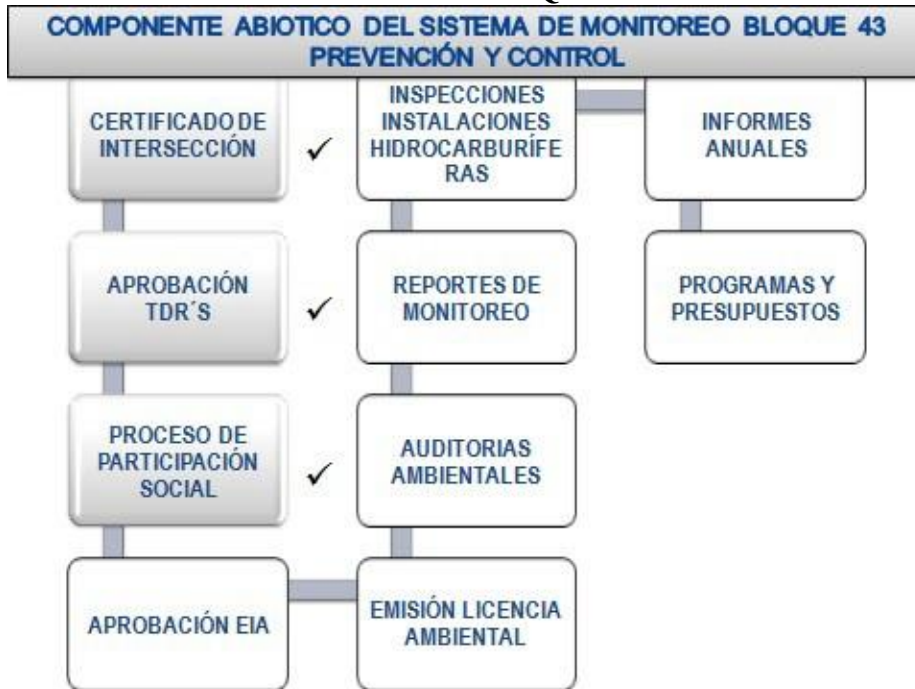 COMPONENTE ABIOTICO DEL SISTEMA DE MONITOREO BLOQUE 43
PREVENCIÓN Y CONTROL
CERTIFICADO DE
INTERSECCIÓN
APROBACIÓN
TDR´S
PROCESO DE
PARTICIPACIÓN
SOCIAL
APROBACIÓN EIA
EMISIÓN LICENCIA
AMBIENTAL
AUDITORIAS
AMBIENTALES
REPORTES DE
MONITOREO
INSPECCIONES
INSTALACIONES
HIDROCARBURÍFE
RAS
INFORMES
ANUALES
PROGRAMAS Y
PRESUPUESTOS